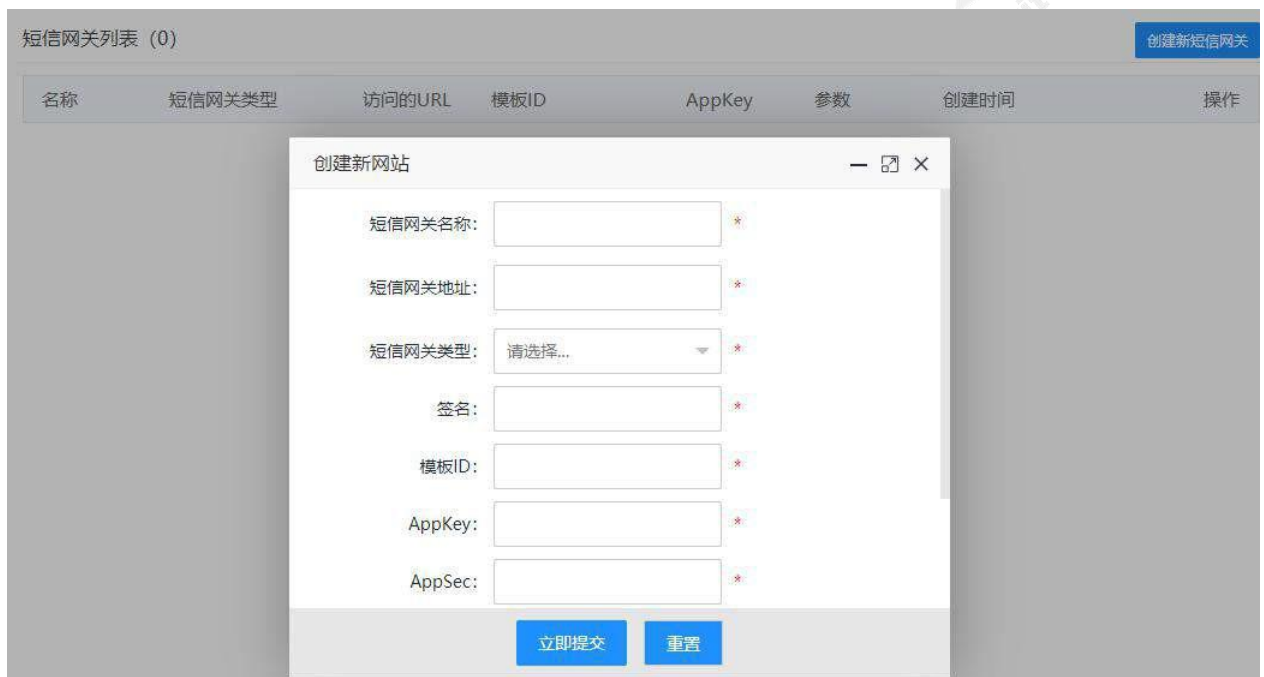 短信网关列表 (0)
创建新短信网关
名称 短信网关类型 访问的URL 模板ID AppKey 参数 创建时间 操作
创建新网站
短信网关名称: *
短信网关地址: *
短信网关类型: 请选择... *
签名: *
模板ID: *
AppKey: *
AppSec: *
立即提交 重置